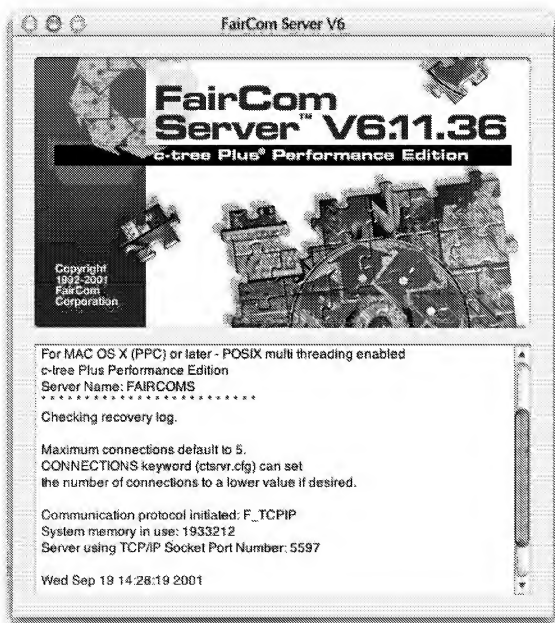 FairCom Server V6
FairCom
Server™ V6.11.36
c-tree Plus® Performance Edition
Copyright
1992-2001
FairCom
Corporation
For MAC OS X (PPC) or later - POSIX multi threading enabled
c-tree Plus Performance Edition
Server Name: FAIRCOMS
* * * * * * * * * * * * * * * * * * * * * * * * * *
Checking recovery log.
Maximum connections default to 5.
CONNECTIONS keyword (ctsrvr.cfg) can set
the number of connections to a lower value if desired.
Communication protocol initiated: F_TCPIP
System memory in use: 1933212
Server using TCP/IP Socket Port Number: 5597
Wed Sep 19 14:28:19 2001